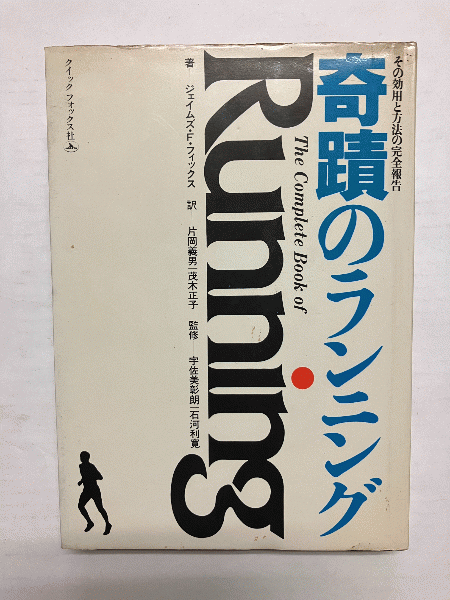 その効用と方法の完全報告
奇蹟のランニング
The Complete Book of
Running
著 ジェイムズ・F・フィックス 訳 片岡義男 茂木正子 監修 宇佐美彰朗 石河利寛
クイック フォックス社